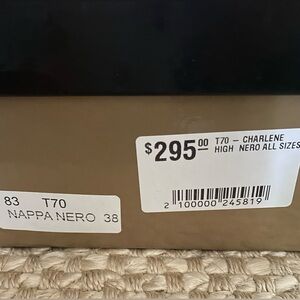 $295 00 T70 – CHARLENE
HIGH NERO ALL SIZES
2 100000 245819
83 T70
NAPPA NERO 38